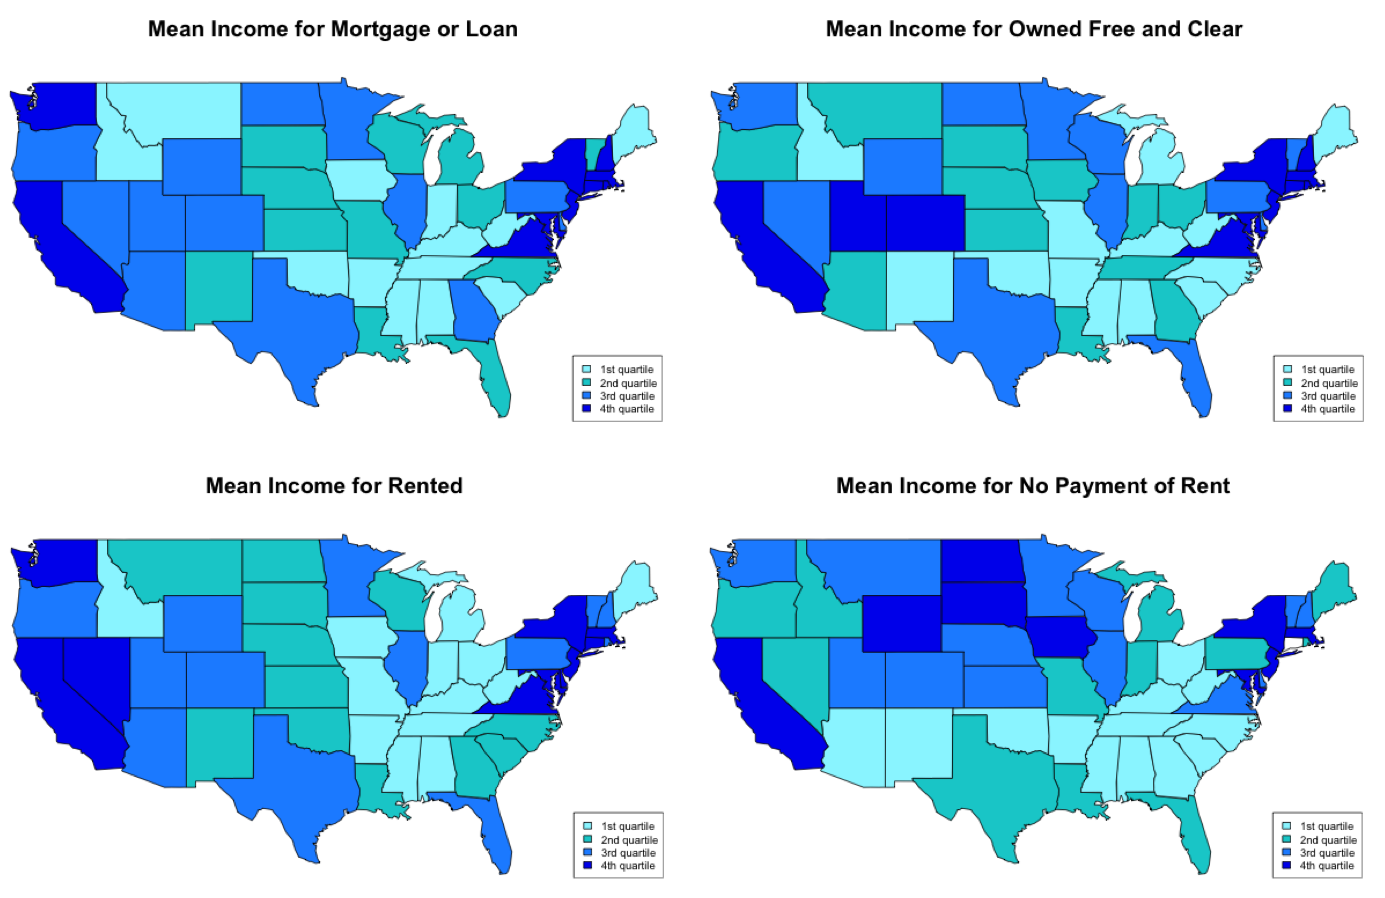 Mean Income for Mortgage or Loan
1st quartile
2nd quartile
3rd quartile
4th quartile
Mean Income for Owned Free and Clear
1st quartile
2nd quartile
3rd quartile
4th quartile
Mean Income for Rented
1st quartile
2nd quartile
3rd quartile
4th quartile
Mean Income for No Payment of Rent
1st quartile
2nd quartile
3rd quartile
4th quartile